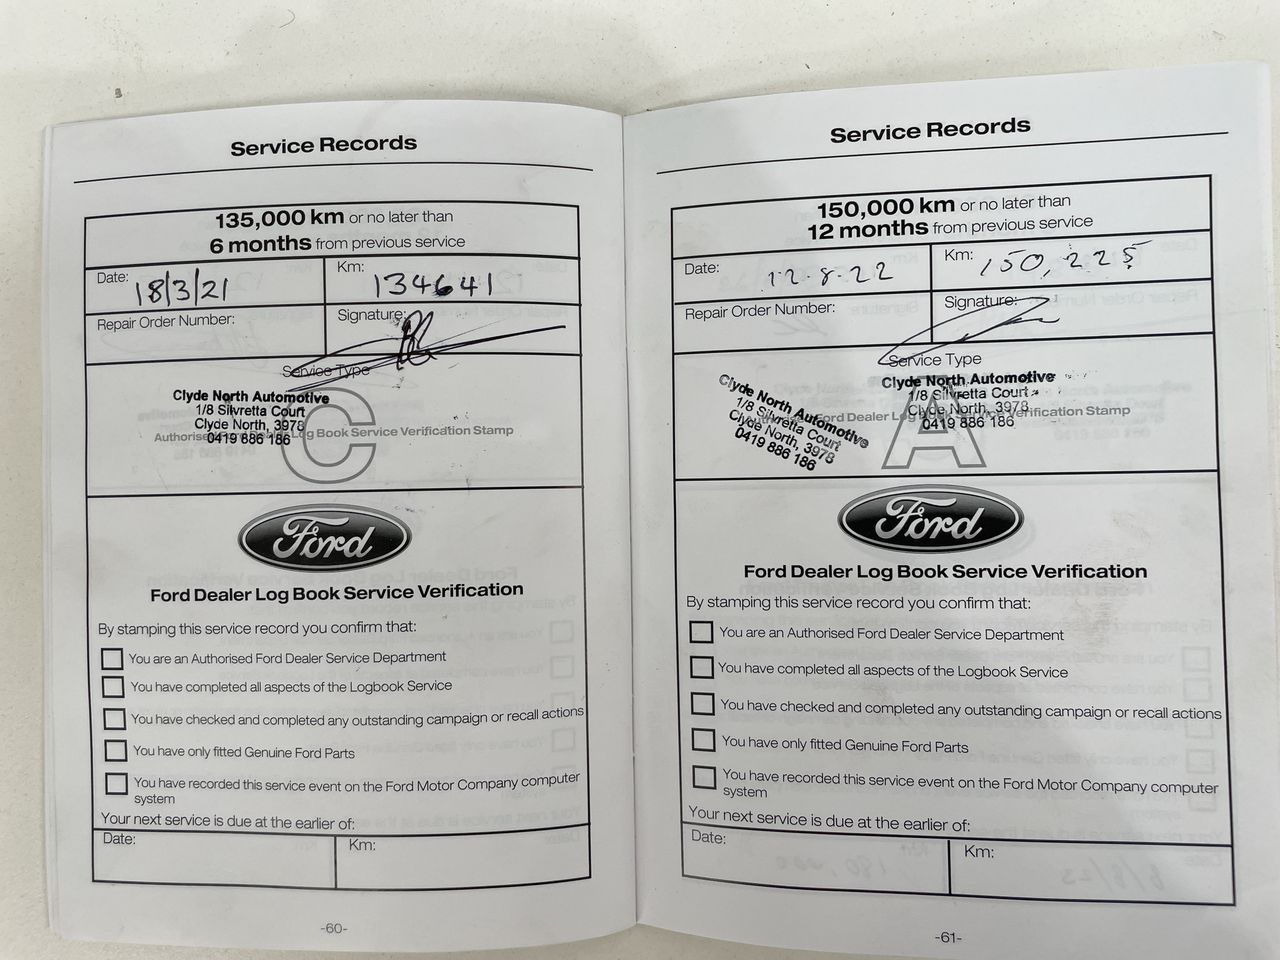 Service Records
135,000 km or no later than
6 months from previous service
Date: 18/3/21
Km: 134641
Repair Order Number:
Signature:
Service Type
C
Clyde North Automotive
1/8 Silvretta Court
Clyde North, 3978
0419 886 186
Authorised Ford Dealer Log Book Service Verification Stamp
Ford
Ford Dealer Log Book Service Verification
By stamping this service record you confirm that:
You are an Authorised Ford Dealer Service Department
You have completed all aspects of the Logbook Service
You have checked and completed any outstanding campaign or recall actions
You have only fitted Genuine Ford Parts
You have recorded this service event on the Ford Motor Company computer
system
Your next service is due at the earlier of:
Date:
Km:
-60-
Service Records
150,000 km or no later than
12 months from previous service
Date: 12-8-22
Km: 150,225
Repair Order Number:
Signature:
Service Type
A
Clyde North Automotive
1/8 Silvretta Court
Clyde North, 3978
0419 886 186
Clyde North Automotive
1/8 Silvretta Court
Clyde North, 3978
0419 886 186
Authorised Ford Dealer Log Book Service Verification Stamp
Ford
Ford Dealer Log Book Service Verification
By stamping this service record you confirm that:
You are an Authorised Ford Dealer Service Department
You have completed all aspects of the Logbook Service
You have checked and completed any outstanding campaign or recall actions
You have only fitted Genuine Ford Parts
You have recorded this service event on the Ford Motor Company computer
system
Your next service is due at the earlier of:
Date:
Km:
-61-